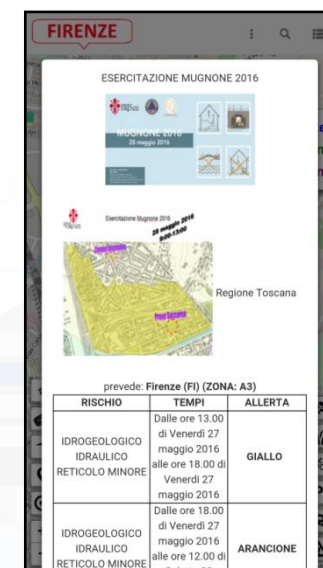 FIRENZE
ESERCITAZIONE MUGNONE 2016
MUGNONE 2016
28 maggio 2016
Esercitazione Mugnone 2016
28 maggio 2016
9:00-13:00
Regione Toscana
prevede: Firenze (FI) (ZONA: A3)
RISCHIO TEMPI ALLERTA
IDROGEOLOGICO
IDRAULICO
RETICOLO MINORE
Dalle ore 13.00
di Venerdì 27
maggio 2016
alle ore 18.00 di
Venerdì 27
maggio 2016
GIALLO
IDROGEOLOGICO
IDRAULICO
RETICOLO MINORE
Dalle ore 18.00
di Venerdì 27
maggio 2016
alle ore 12.00 di
ARANCIONE